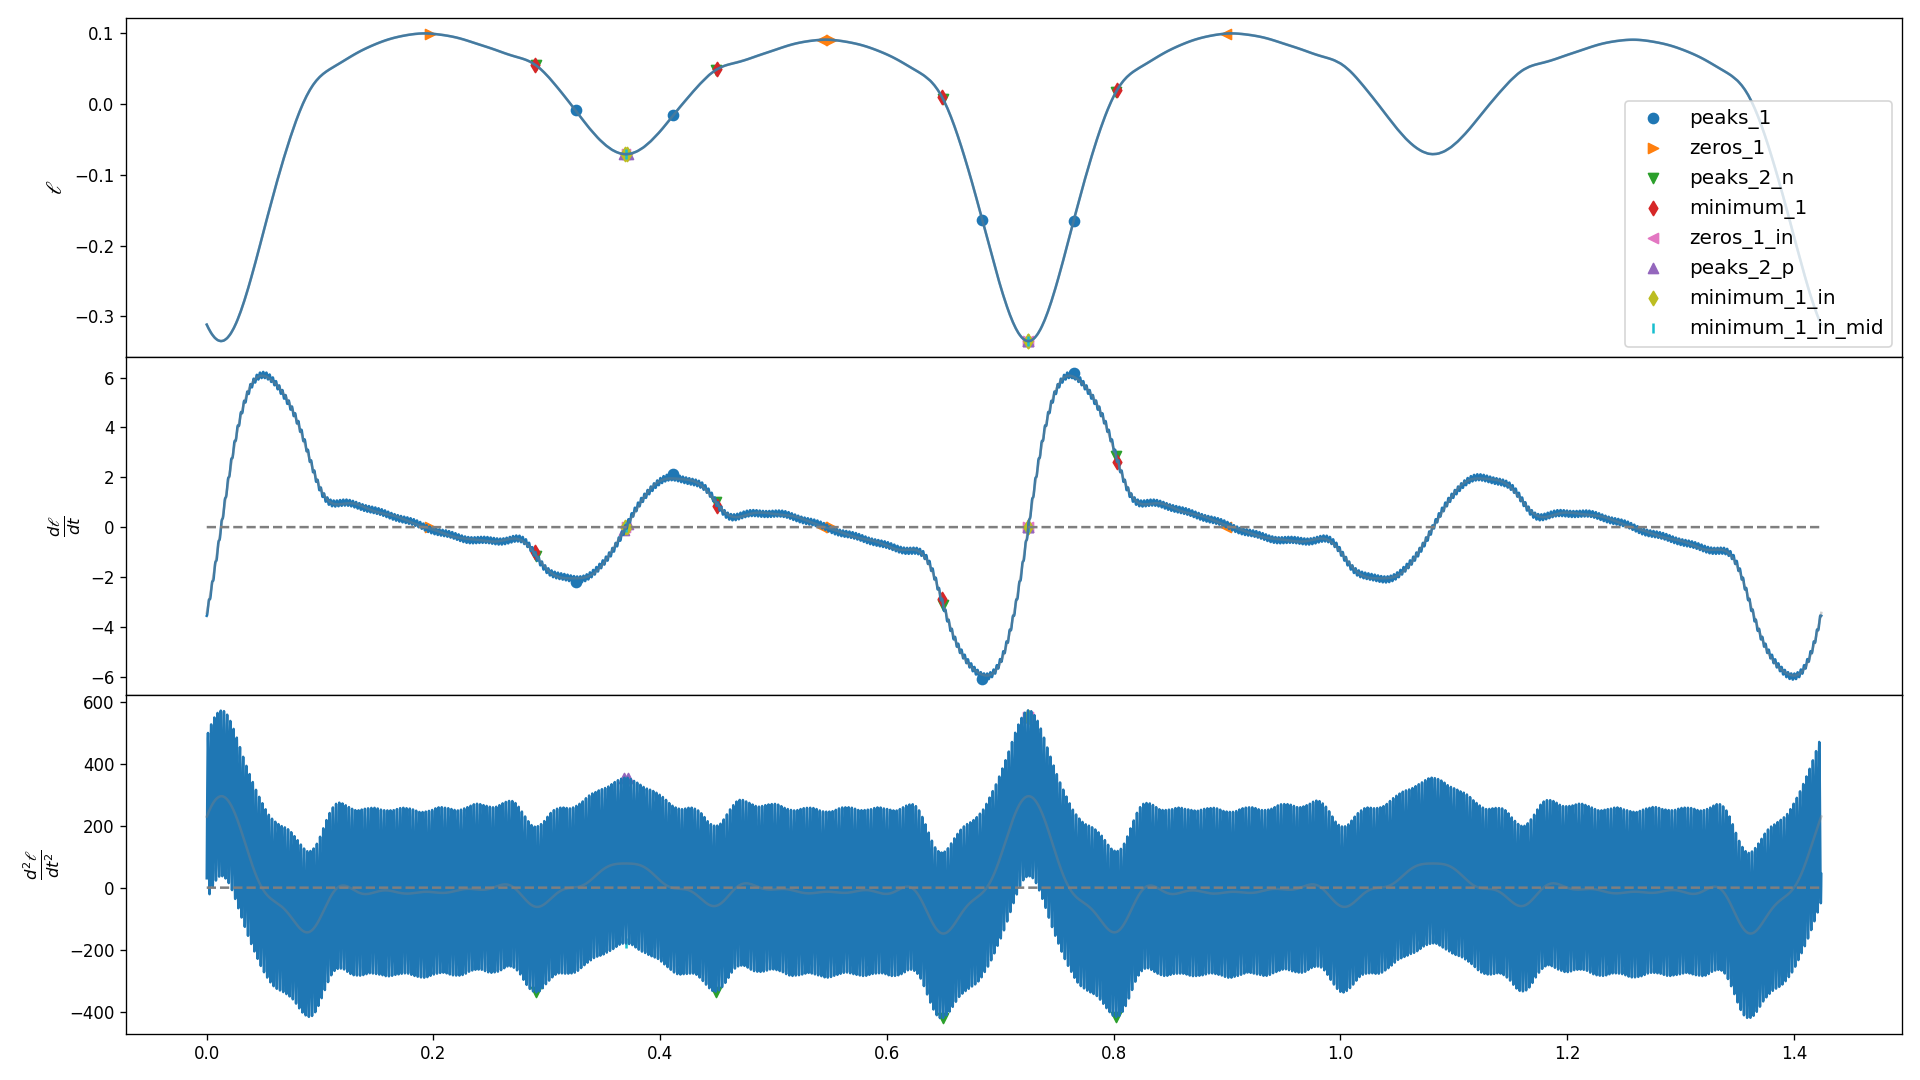 0.1
0.0
−0.1
−0.2
−0.3
ℓ
peaks_1
zeros_1
peaks_2_n
minimum_1
zeros_1_in
peaks_2_p
minimum_1_in
minimum_1_in_mid
6
4
2
0
−2
−4
−6
dℓ
dt
600
400
200
0
−200
−400
d²ℓ
dt²
0.0 0.2 0.4 0.6 0.8 1.0 1.2 1.4